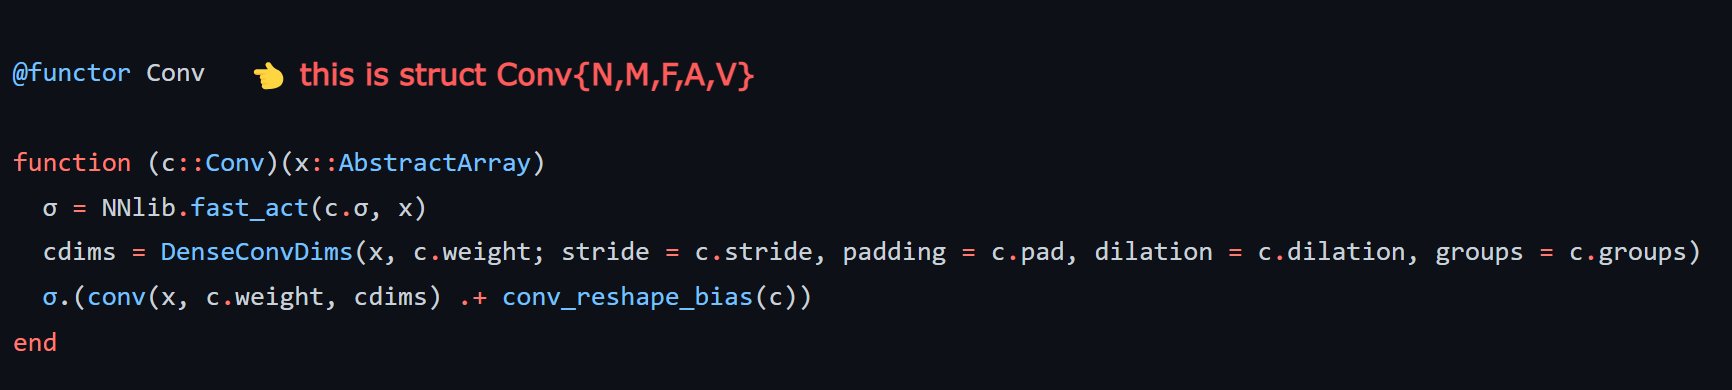 @functor Conv 👈 this is struct Conv{N,M,F,A,V}
function (c::Conv)(x::AbstractArray)
  σ = NNlib.fast_act(c.σ, x)
  cdims = DenseConvDims(x, c.weight; stride = c.stride, padding = c.pad, dilation = c.dilation, groups = c.groups)
  σ.(conv(x, c.weight, cdims) .+ conv_reshape_bias(c))
end